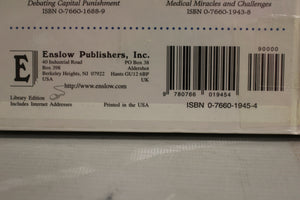 Debating Capital Punishment
ISBN 0-7660-1688-9
Medical Miracles and Challenges
ISBN 0-7660-1943-8
E
Enslow Publishers, Inc.
40 Industrial Road
Box 398
Berkeley Heights, NJ 07922
USA
PO Box 38
Aldershot
Hants GU12 6BP
UK
http://www.enslow.com
Library Edition
Includes Internet Addresses
Printed in the USA
90000
9 780766 019454
ISBN 0-7660-1945-4